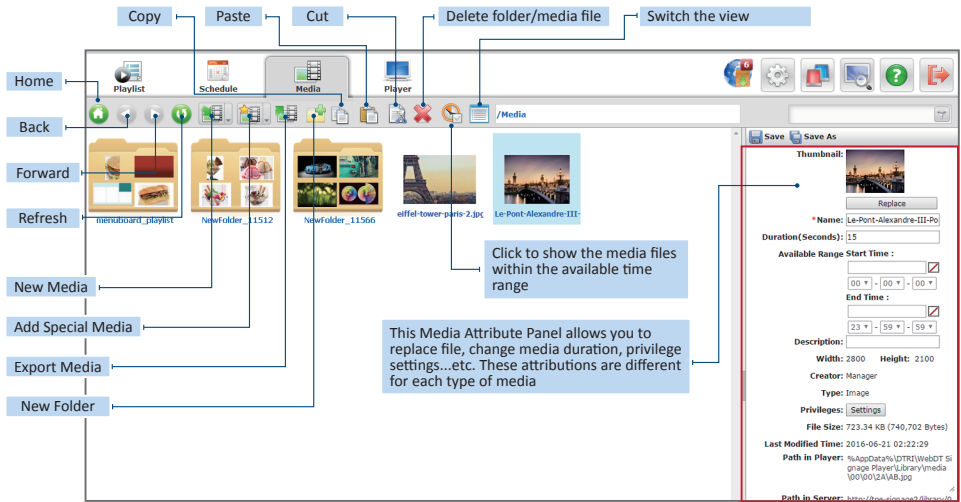 Copy
Paste
Cut
Delete folder/media file
Switch the view
Home
Back
Forward
Refresh
New Media
Add Special Media
Export Media
New Folder
Playlist
Schedule
Media
Player
6
/Media
menuboard_playlist
NewFolder_11512
NewFolder_11566
eiffel-tower-paris-2.jpg
Le-Pont-Alexandre-III-
Click to show the media files
within the available time
range
This Media Attribute Panel allows you to
replace file, change media duration, privilege
settings...etc. These attributions are different
for each type of media
Save Save As
Thumbnail:
Replace
*Name: Le-Pont-Alexandre-III-Po
Duration(Seconds): 15
Available Range Start Time :
00 - 00 - 00
End Time :
23 - 59 - 59
Description:
Width: 2800 Height: 2100
Creator: Manager
Type: Image
Privileges: Settings
File Size: 723.34 KB (740,702 Bytes)
Last Modified Time: 2016-06-21 02:22:29
Path in Player: %AppData%\DTRI\WebDT Si
gnage Player\Library\media
\00\00\2A\AB.jpg
Path in Server: http://tpe-signage2/library/0